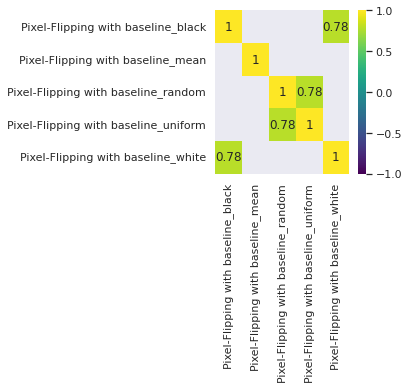 Pixel-Flipping with baseline_black 1 0.78
Pixel-Flipping with baseline_mean 1
Pixel-Flipping with baseline_random 1 0.78
Pixel-Flipping with baseline_uniform 0.78 1
Pixel-Flipping with baseline_white 0.78 1
Pixel-Flipping with baseline_black
Pixel-Flipping with baseline_mean
Pixel-Flipping with baseline_random
Pixel-Flipping with baseline_uniform
Pixel-Flipping with baseline_white
1.0
0.5
0.0
−0.5
−1.0